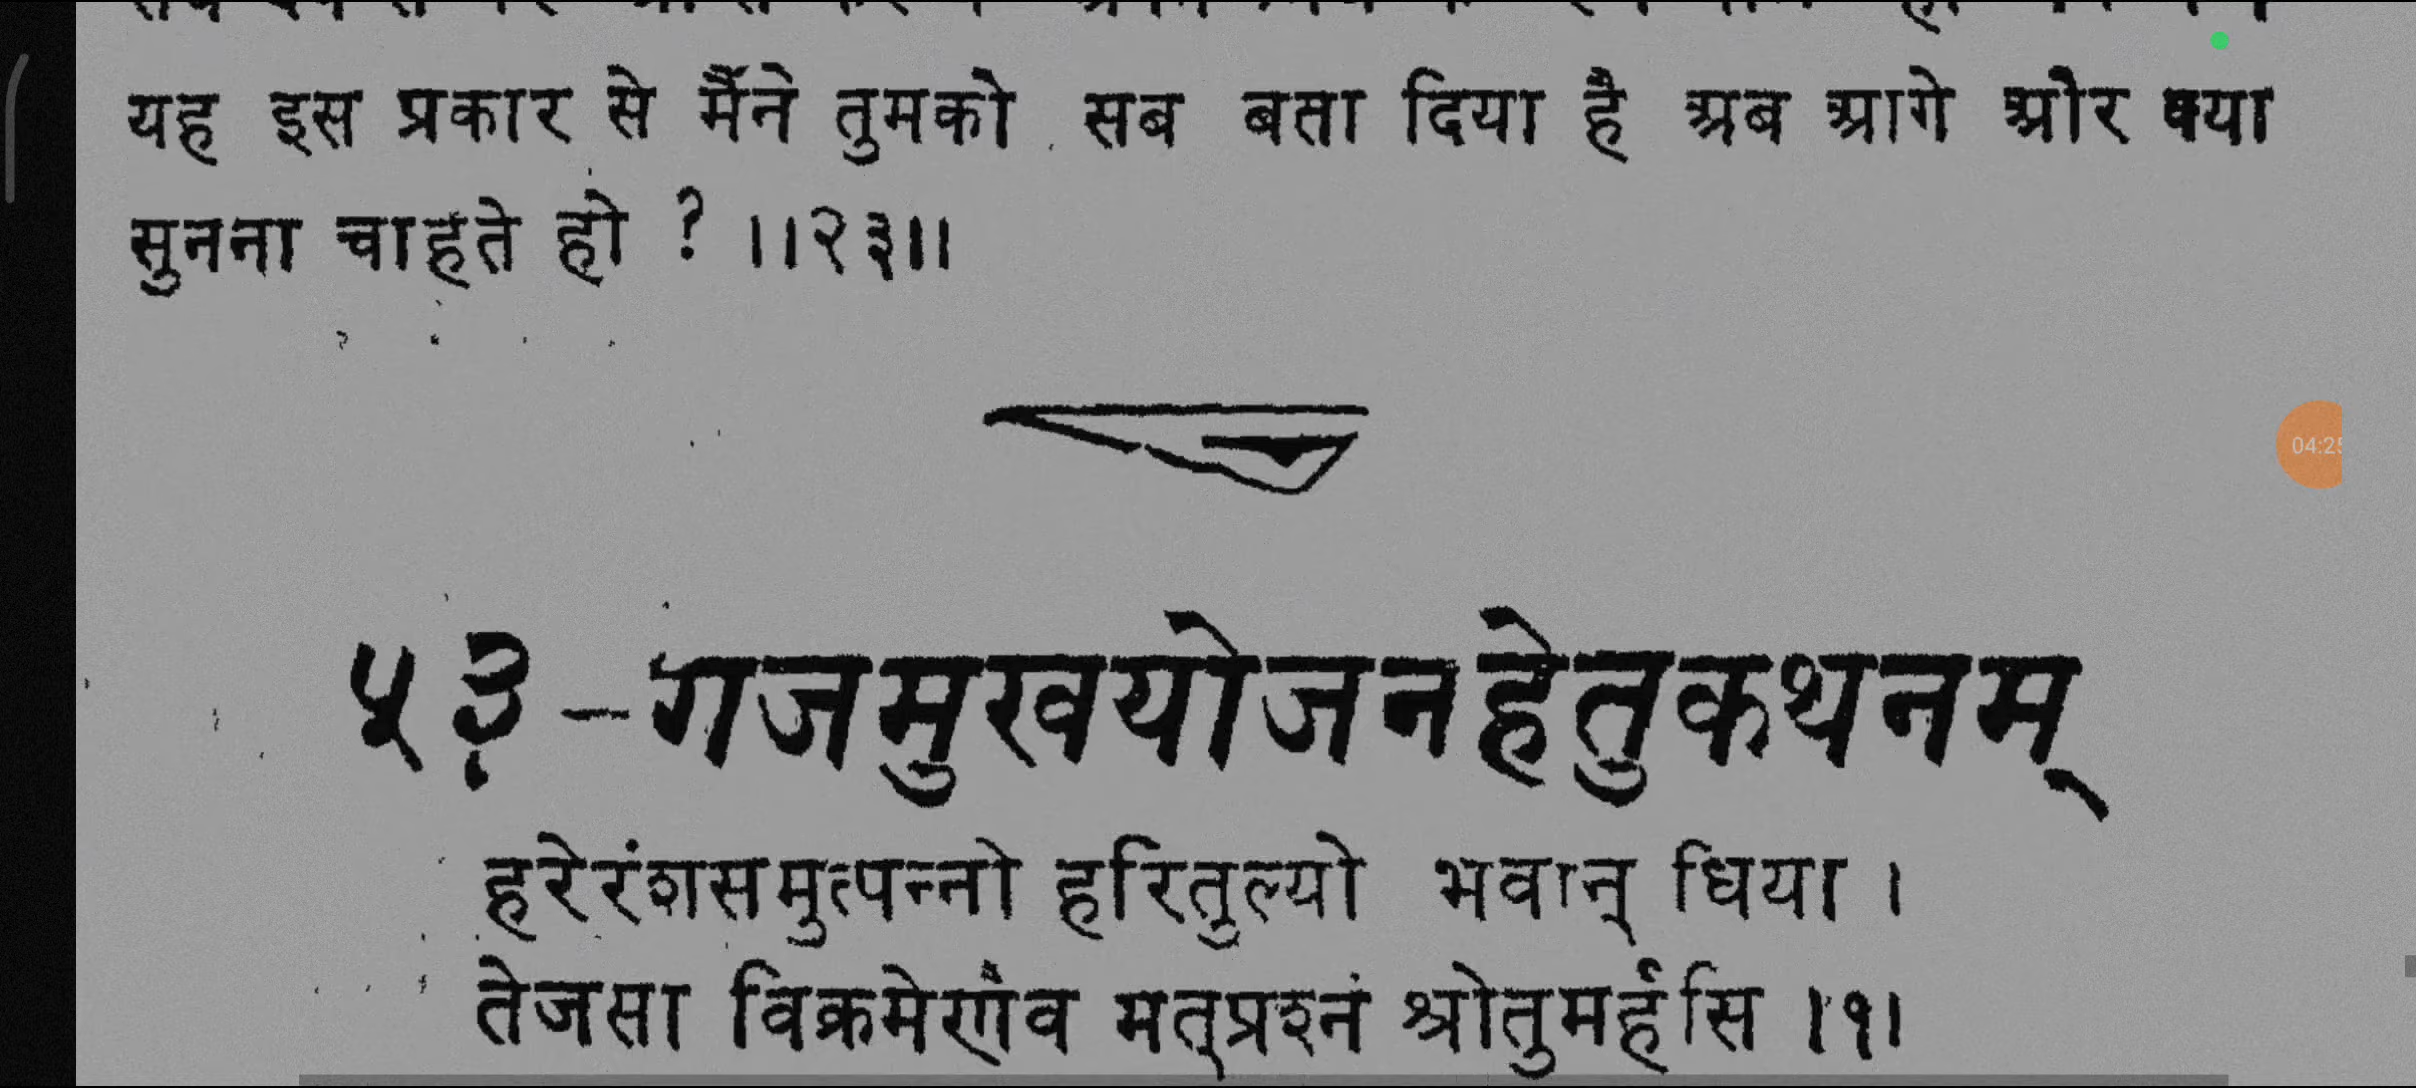 यह इस प्रकार से मैंने तुमको सब बता दिया है अब आगे और क्या
सुनना चाहते हो ? ।।२३।।
५३-गजमुखयोजनहेतुकथनम्
हरेरंशसमुत्पन्नो हरितुल्यो भवान् धिया ।
तेजसा विक्रमेणैव मत्प्रश्नं श्रोतुमर्हसि ।१।